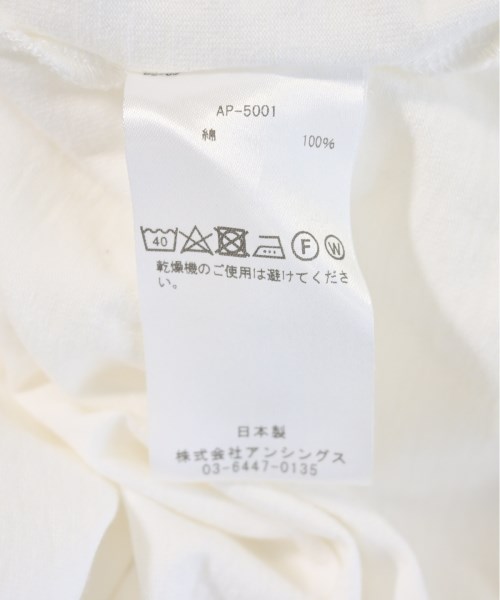 AP-5001
綿 100%
40 F W
乾燥機のご使用は避けてくださ
い。
日本製
株式会社アンシングス
03-6447-0135